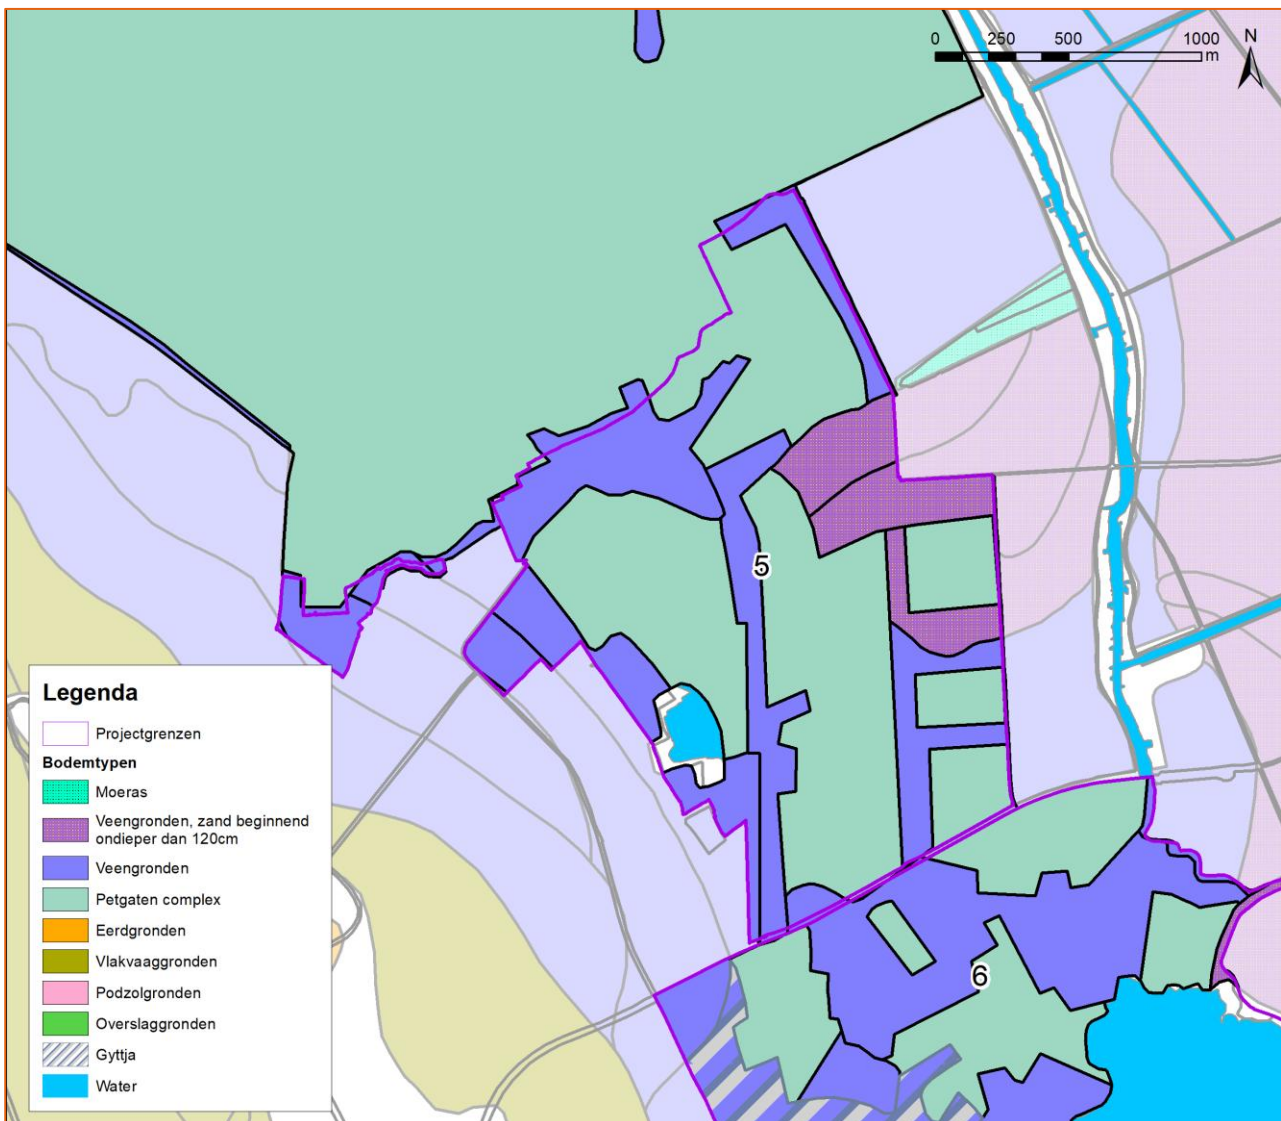 0 250 500 1000
m
N
5
6
Legenda
Projectgrenzen
Bodemtypen
Moeras
Veengronden, zand beginnend
ondieper dan 120cm
Veengronden
Petgaten complex
Eerdgronden
Vlakvaaggronden
Podzolgronden
Overslaggronden
Gyttja
Water